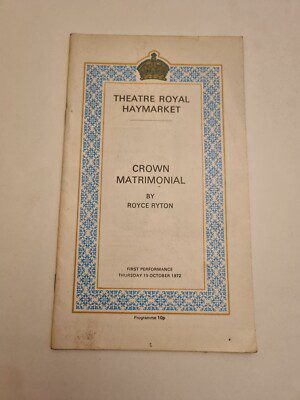 THEATRE ROYAL
HAYMARKET
CROWN
MATRIMONIAL
BY
ROYCE RYTON
FIRST PERFORMANCE
THURSDAY 19 OCTOBER 1972
Programme 10p